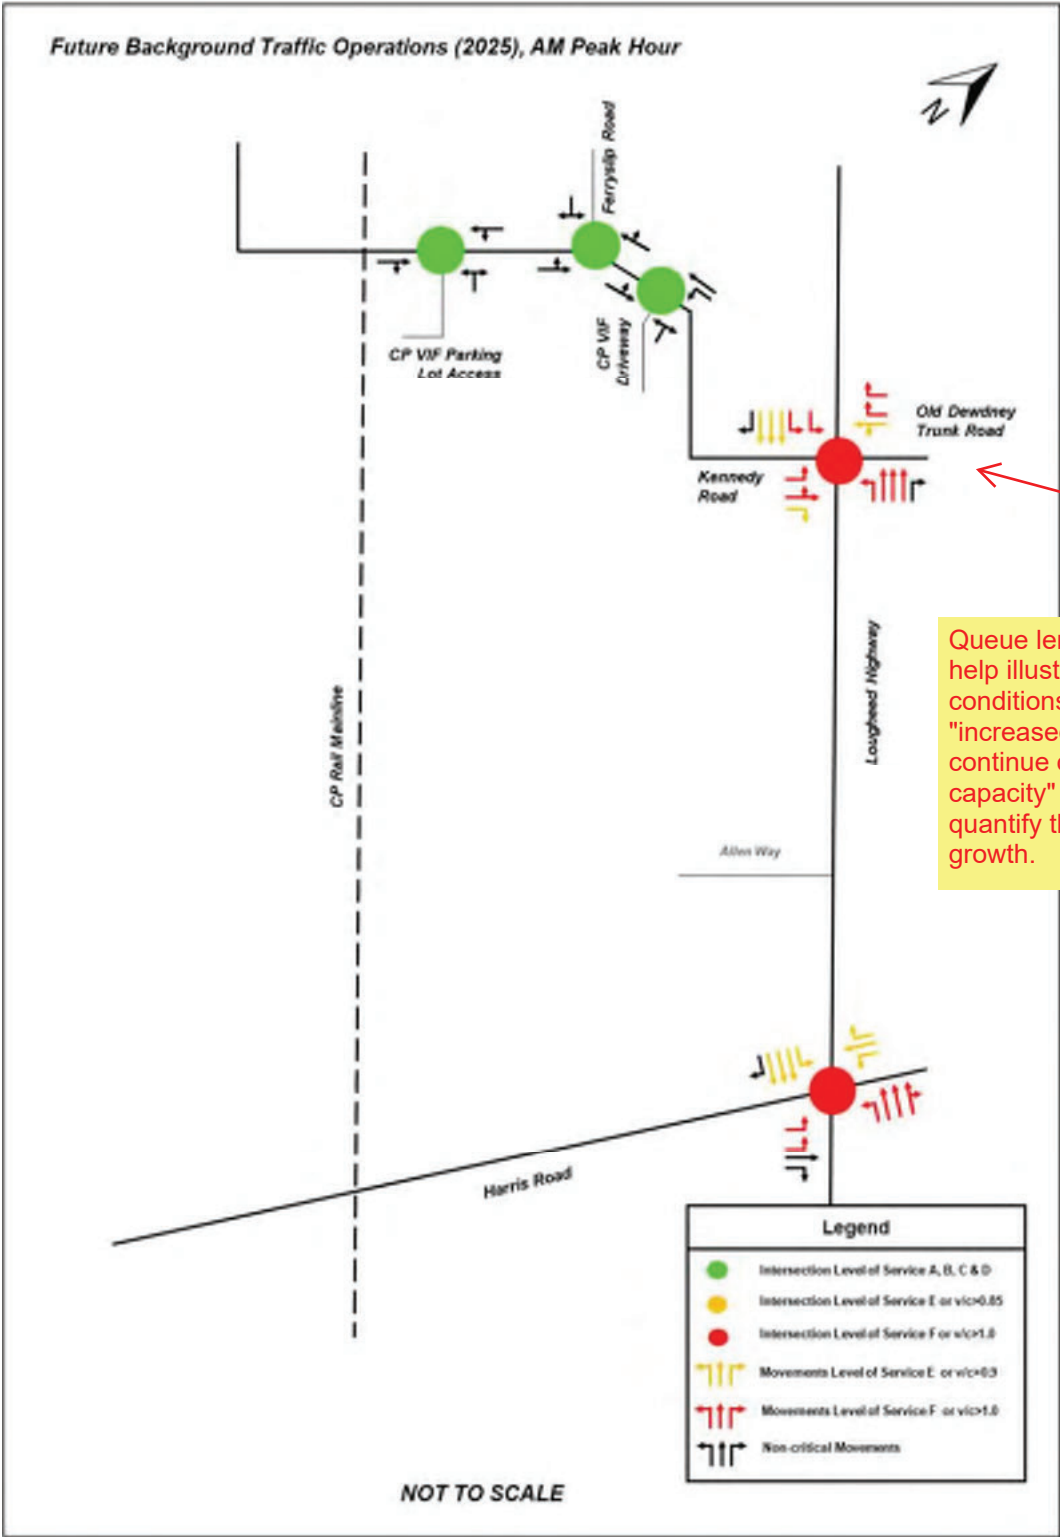 Future Background Traffic Operations (2025), AM Peak Hour
N
Ferryslip Road
CP VIF Parking
Lot Access
CP VIF
Driveway
Old Dewdney
Trunk Road
Kennedy
Road
Lougheed Highway
CP Rail Mainline
Queue
help
conditions
"increased
continue
capacity"
quantify
growth.
Allen Way
Harris Road
Legend
Intersection Level of Service A, B, C & D
Intersection Level of Service E or v/c>0.85
Intersection Level of Service F or v/c>1.0
Movements Level of Service E or v/c>0.9
Movements Level of Service F or v/c>1.0
Non-critical Movements
NOT TO SCALE